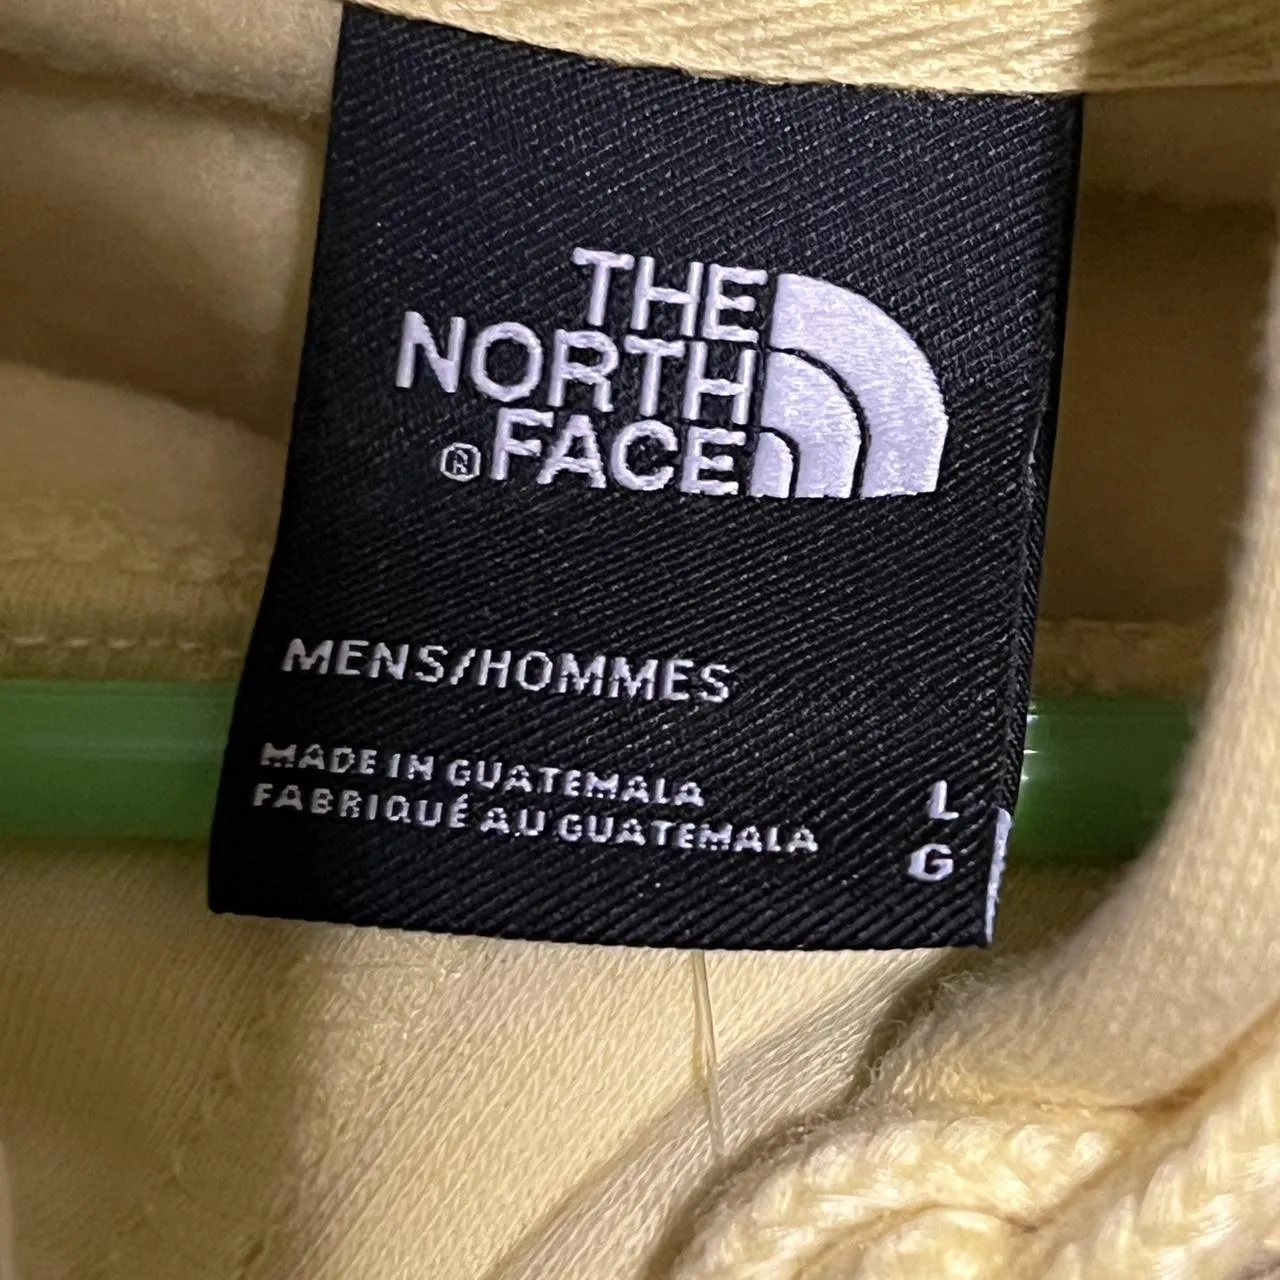 THE
NORTH
®FACE
MENS/HOMMES
MADE IN GUATEMALA
FABRIQUÉ AU GUATEMALA
L
G